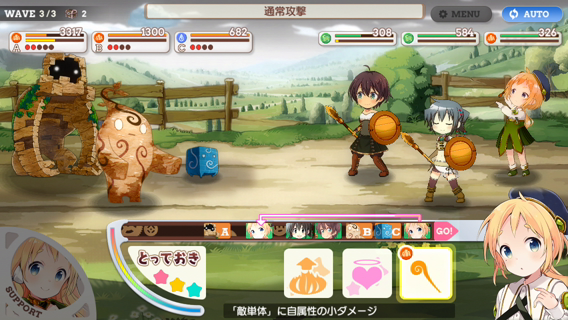 WAVE 3/3 2
通常攻撃
MENU
AUTO
3317
A
1300
B
682
C
308
584
326
A
B
C
GO!
とっておき
SUPPORT
「敵単体」に自属性の小ダメージ